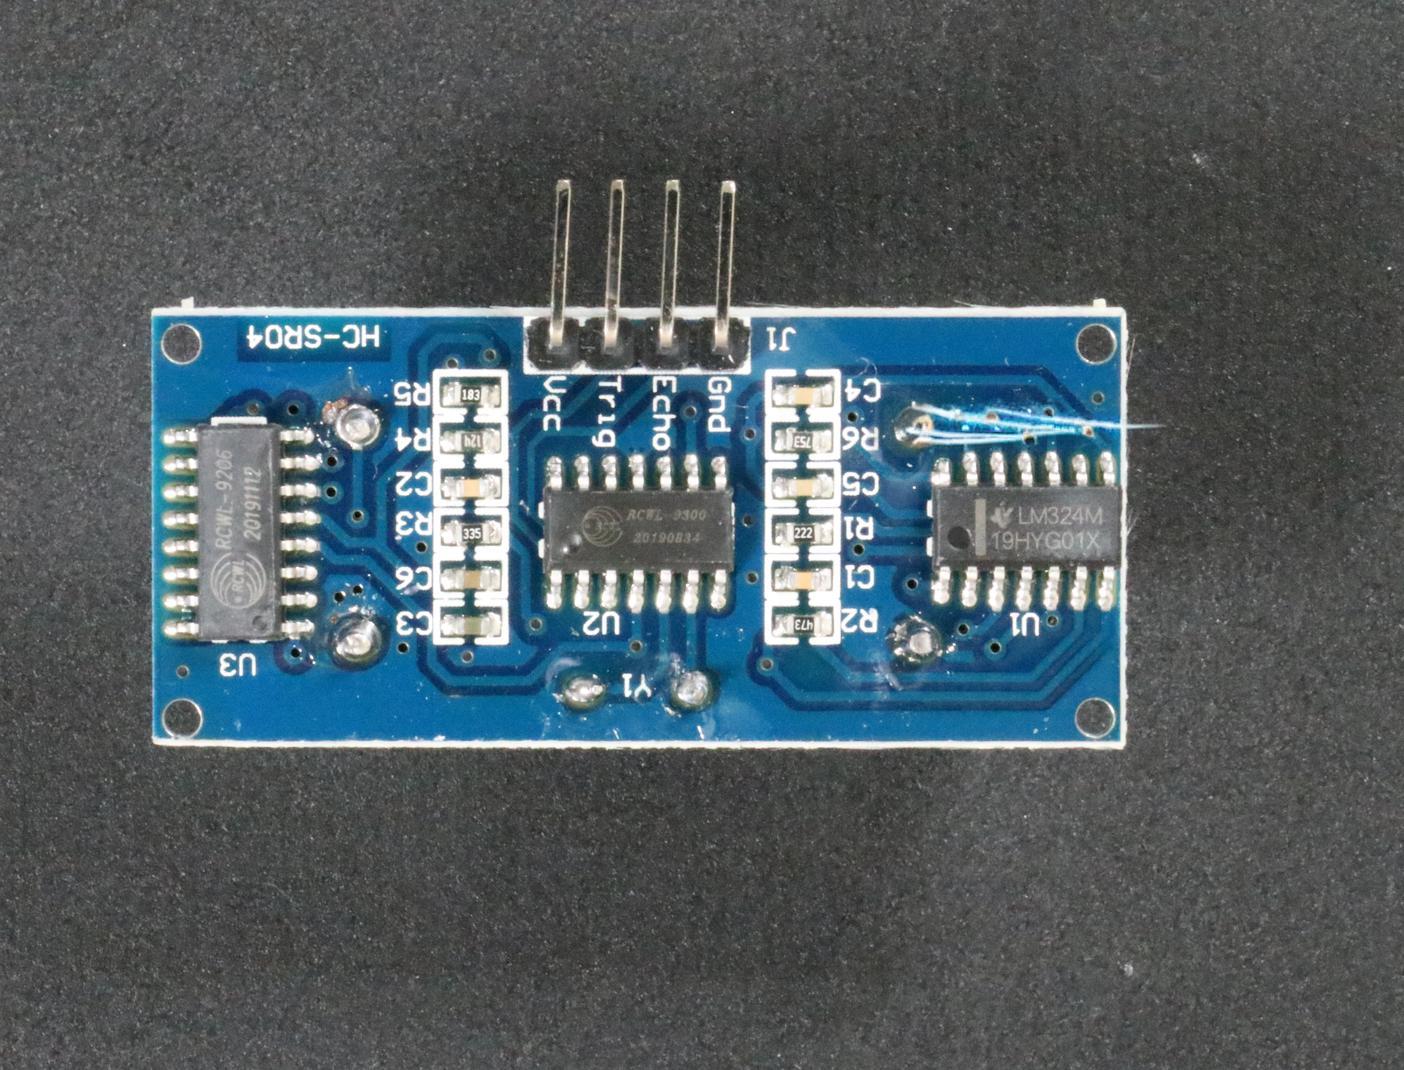 HC-SR04
J1
Vcc
Trig
Echo
Gnd
R5
183
C4
R4
124
753
R6
C2
C5
R3
335
222
R1
C6
C1
C3
473
R2
RCWL-9206
20191112
RCWL
U3
RCWL-9300
20190834
U2
LM324M
19HYG01X
U1
Y1